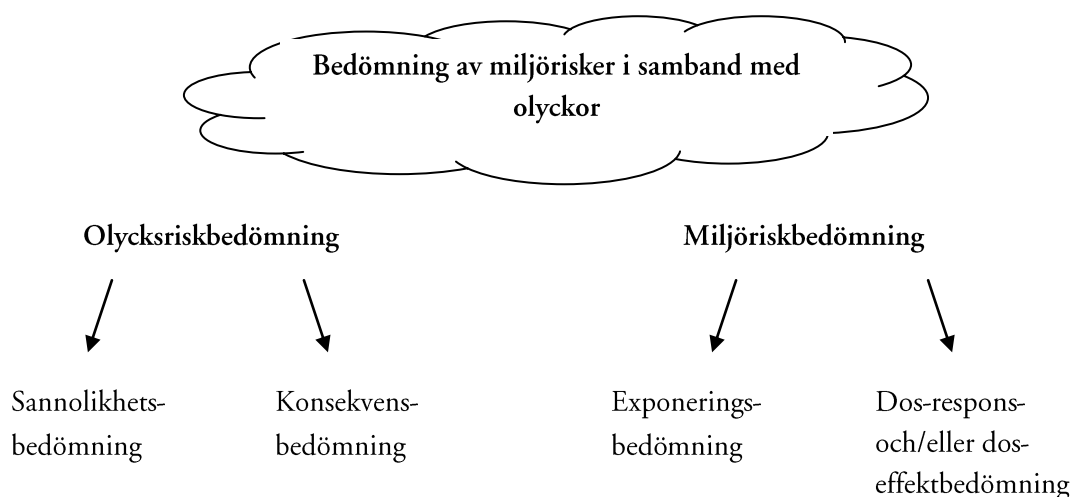 Bedömning av miljörisker i samband med
olyckor
Olycksriskbedömning
Miljöriskbedömning
Sannolikhets-
bedömning
Konsekvens-
bedömning
Exponerings-
bedömning
Dos-respons-
och/eller dos-
effektbedömning